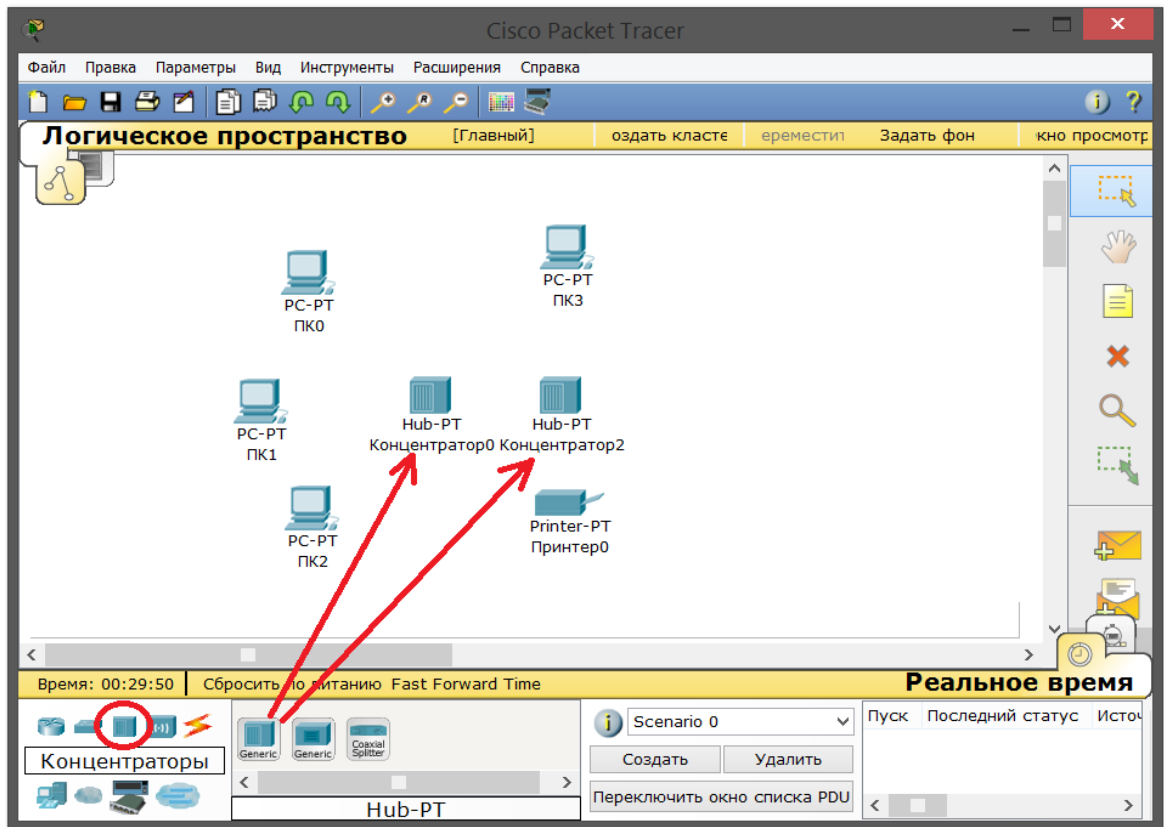 Cisco Packet Tracer
Файл Правка Параметры Вид Инструменты Расширения Справка
Логическое пространство [Главный] оздать класте ереместит Задать фон кно просмотр
PC-PT
ПК3
PC-PT
ПК0
Hub-PT
Концентратор0
Hub-PT
Концентратор2
PC-PT
ПК1
PC-PT
ПК2
Printer-PT
Принтер0
Время: 00:29:50 Сбросить по питанию Fast Forward Time
Реальное время
Концентраторы
Generic Generic Coaxial Splitter
Hub-PT
Scenario 0
Создать Удалить
Переключить окно списка PDU
Пуск Последний статус Источ